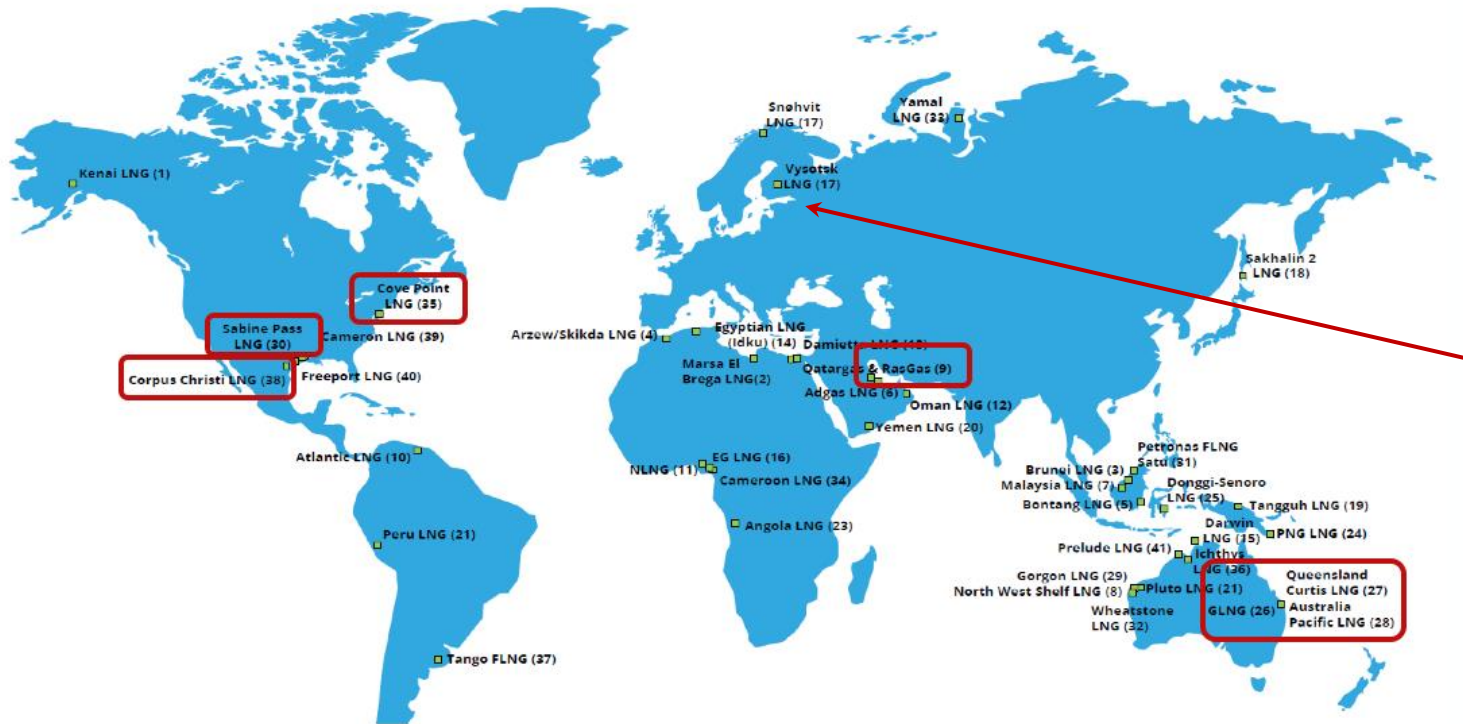 Snøhvit
LNG (17)
Yamal
LNG (33)
Kenai LNG (1)
Vysotsk
LNG (17)
Sakhalin 2
LNG (18)
Cove Point
LNG (35)
Sabine Pass
LNG (30)
Cameron LNG (39)
Arzew/Skikda LNG (4)
Egyptian LNG
(Idku) (14)
Damietta LNG
Marsa El
Brega LNG(2)
Qatargas & RasGas (9)
Corpus Christi LNG (38)
Freeport LNG (40)
Adgas LNG (6)
Oman LNG (12)
Yemen LNG (20)
Atlantic LNG (10)
EG LNG (16)
NLNG (11)
Cameroon LNG (34)
Petronas FLNG
Satu (31)
Brunei LNG (3)
Malaysia LNG (7)
Donggi-Senoro
LNG (25)
Bontang LNG (5)
Tangguh LNG (19)
Angola LNG (23)
Peru LNG (21)
Darwin
LNG (15)
PNG LNG (24)
Prelude LNG (41)
Ichthys
LNG (36)
Gorgon LNG (29)
North West Shelf LNG (8)
Pluto LNG (21)
Wheatstone
LNG (32)
Queensland
Curtis LNG (27)
GLNG (26)
Australia
Pacific LNG (28)
Tango FLNG (37)